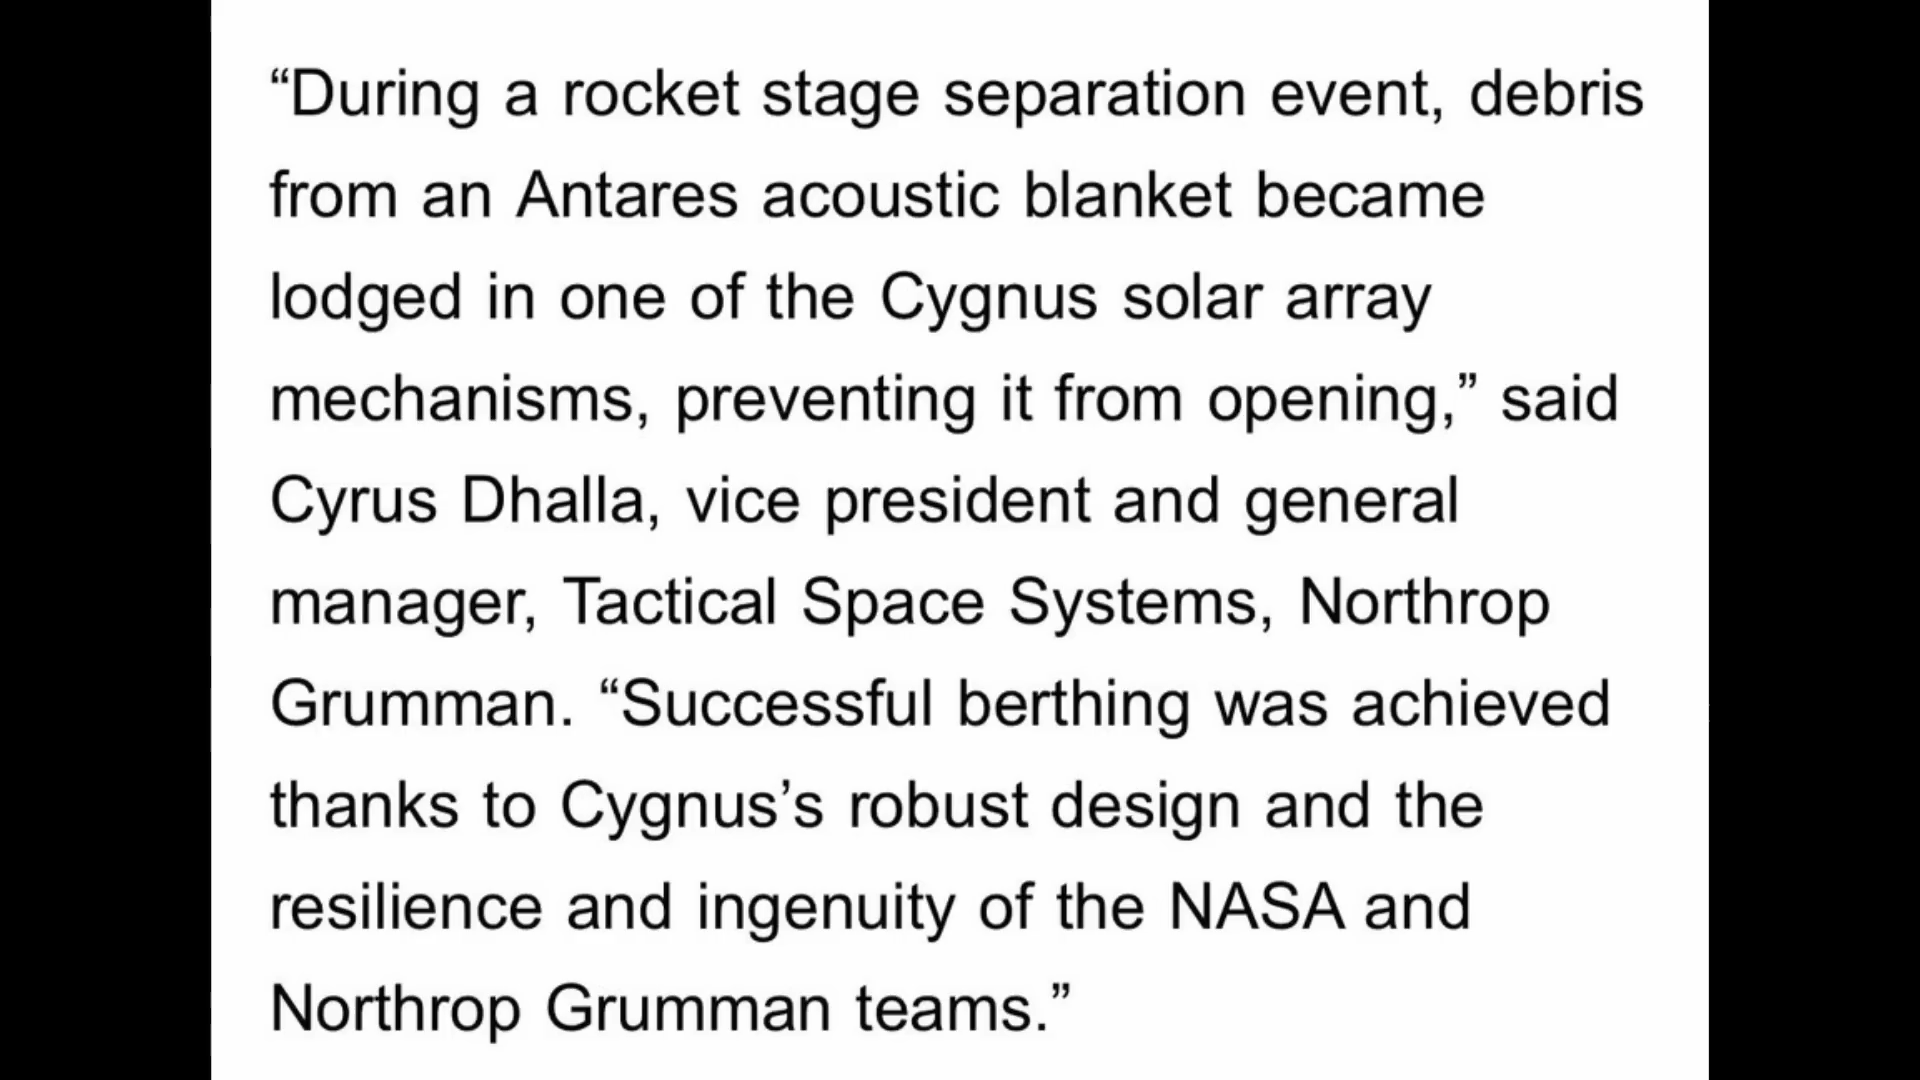 “During a rocket stage separation event, debris
from an Antares acoustic blanket became
lodged in one of the Cygnus solar array
mechanisms, preventing it from opening,” said
Cyrus Dhalla, vice president and general
manager, Tactical Space Systems, Northrop
Grumman. “Successful berthing was achieved
thanks to Cygnus’s robust design and the
resilience and ingenuity of the NASA and
Northrop Grumman teams.”